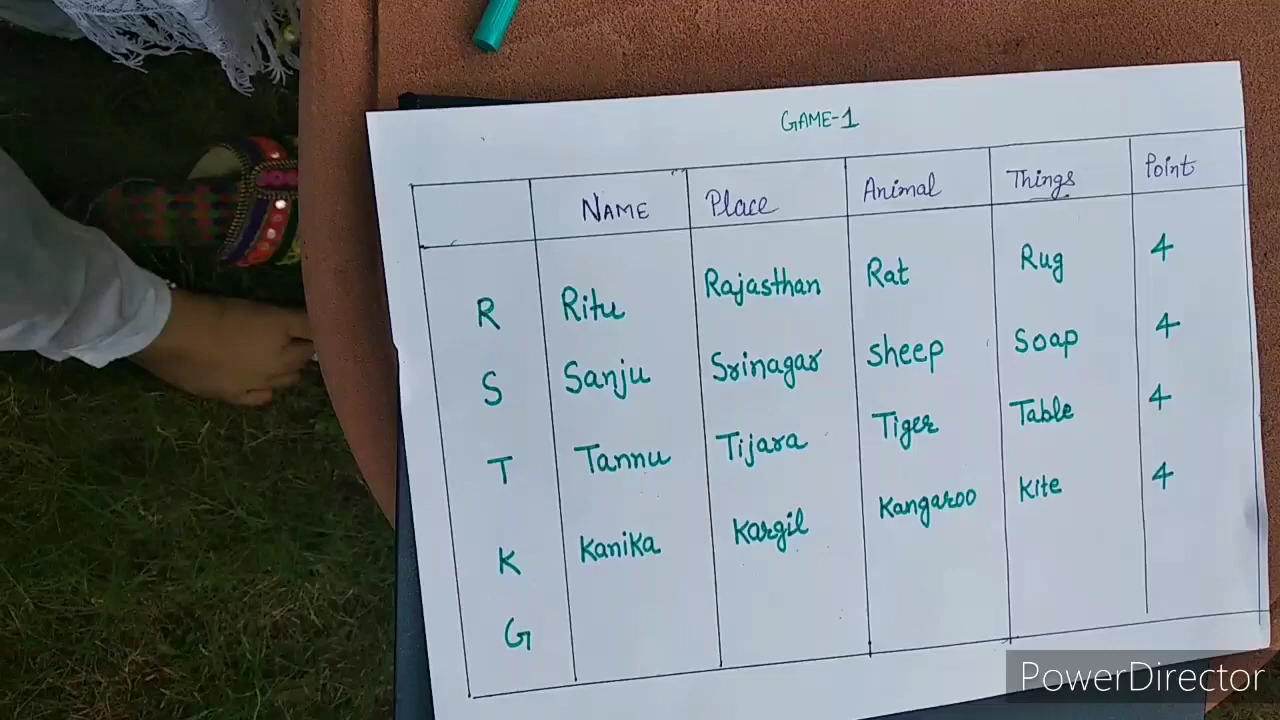 GAME-1
NAME Place Animal Things Point
R Ritu Rajasthan Rat Rug 4
S Sanju Srinagar sheep Soap 4
T Tannu Tijara Tiger Table 4
K Kanika Kargil Kangaroo Kite 4
G
PowerDirector